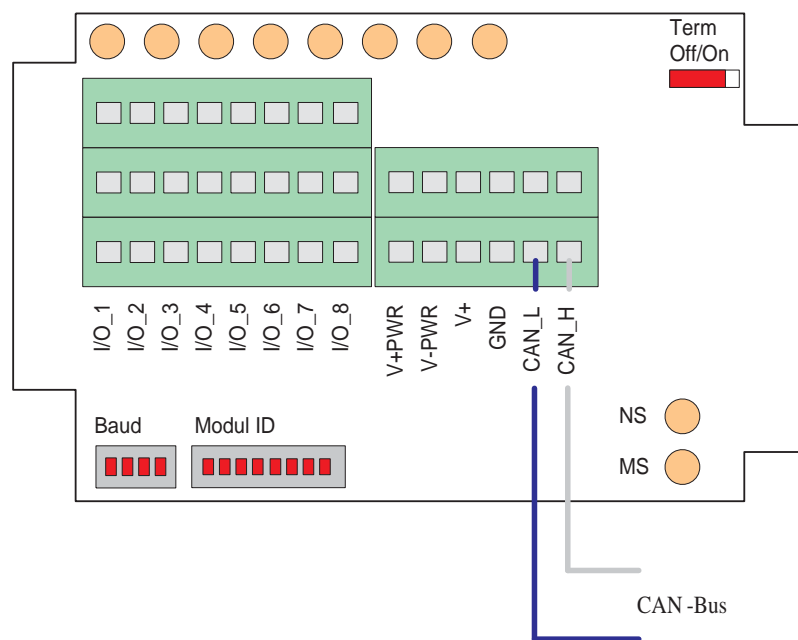 Term
Off/On
I/O_1
I/O_2
I/O_3
I/O_4
I/O_5
I/O_6
I/O_7
I/O_8
V+PWR
V-PWR
V+
GND
CAN_L
CAN_H
Baud
Modul ID
NS
MS
CAN -Bus